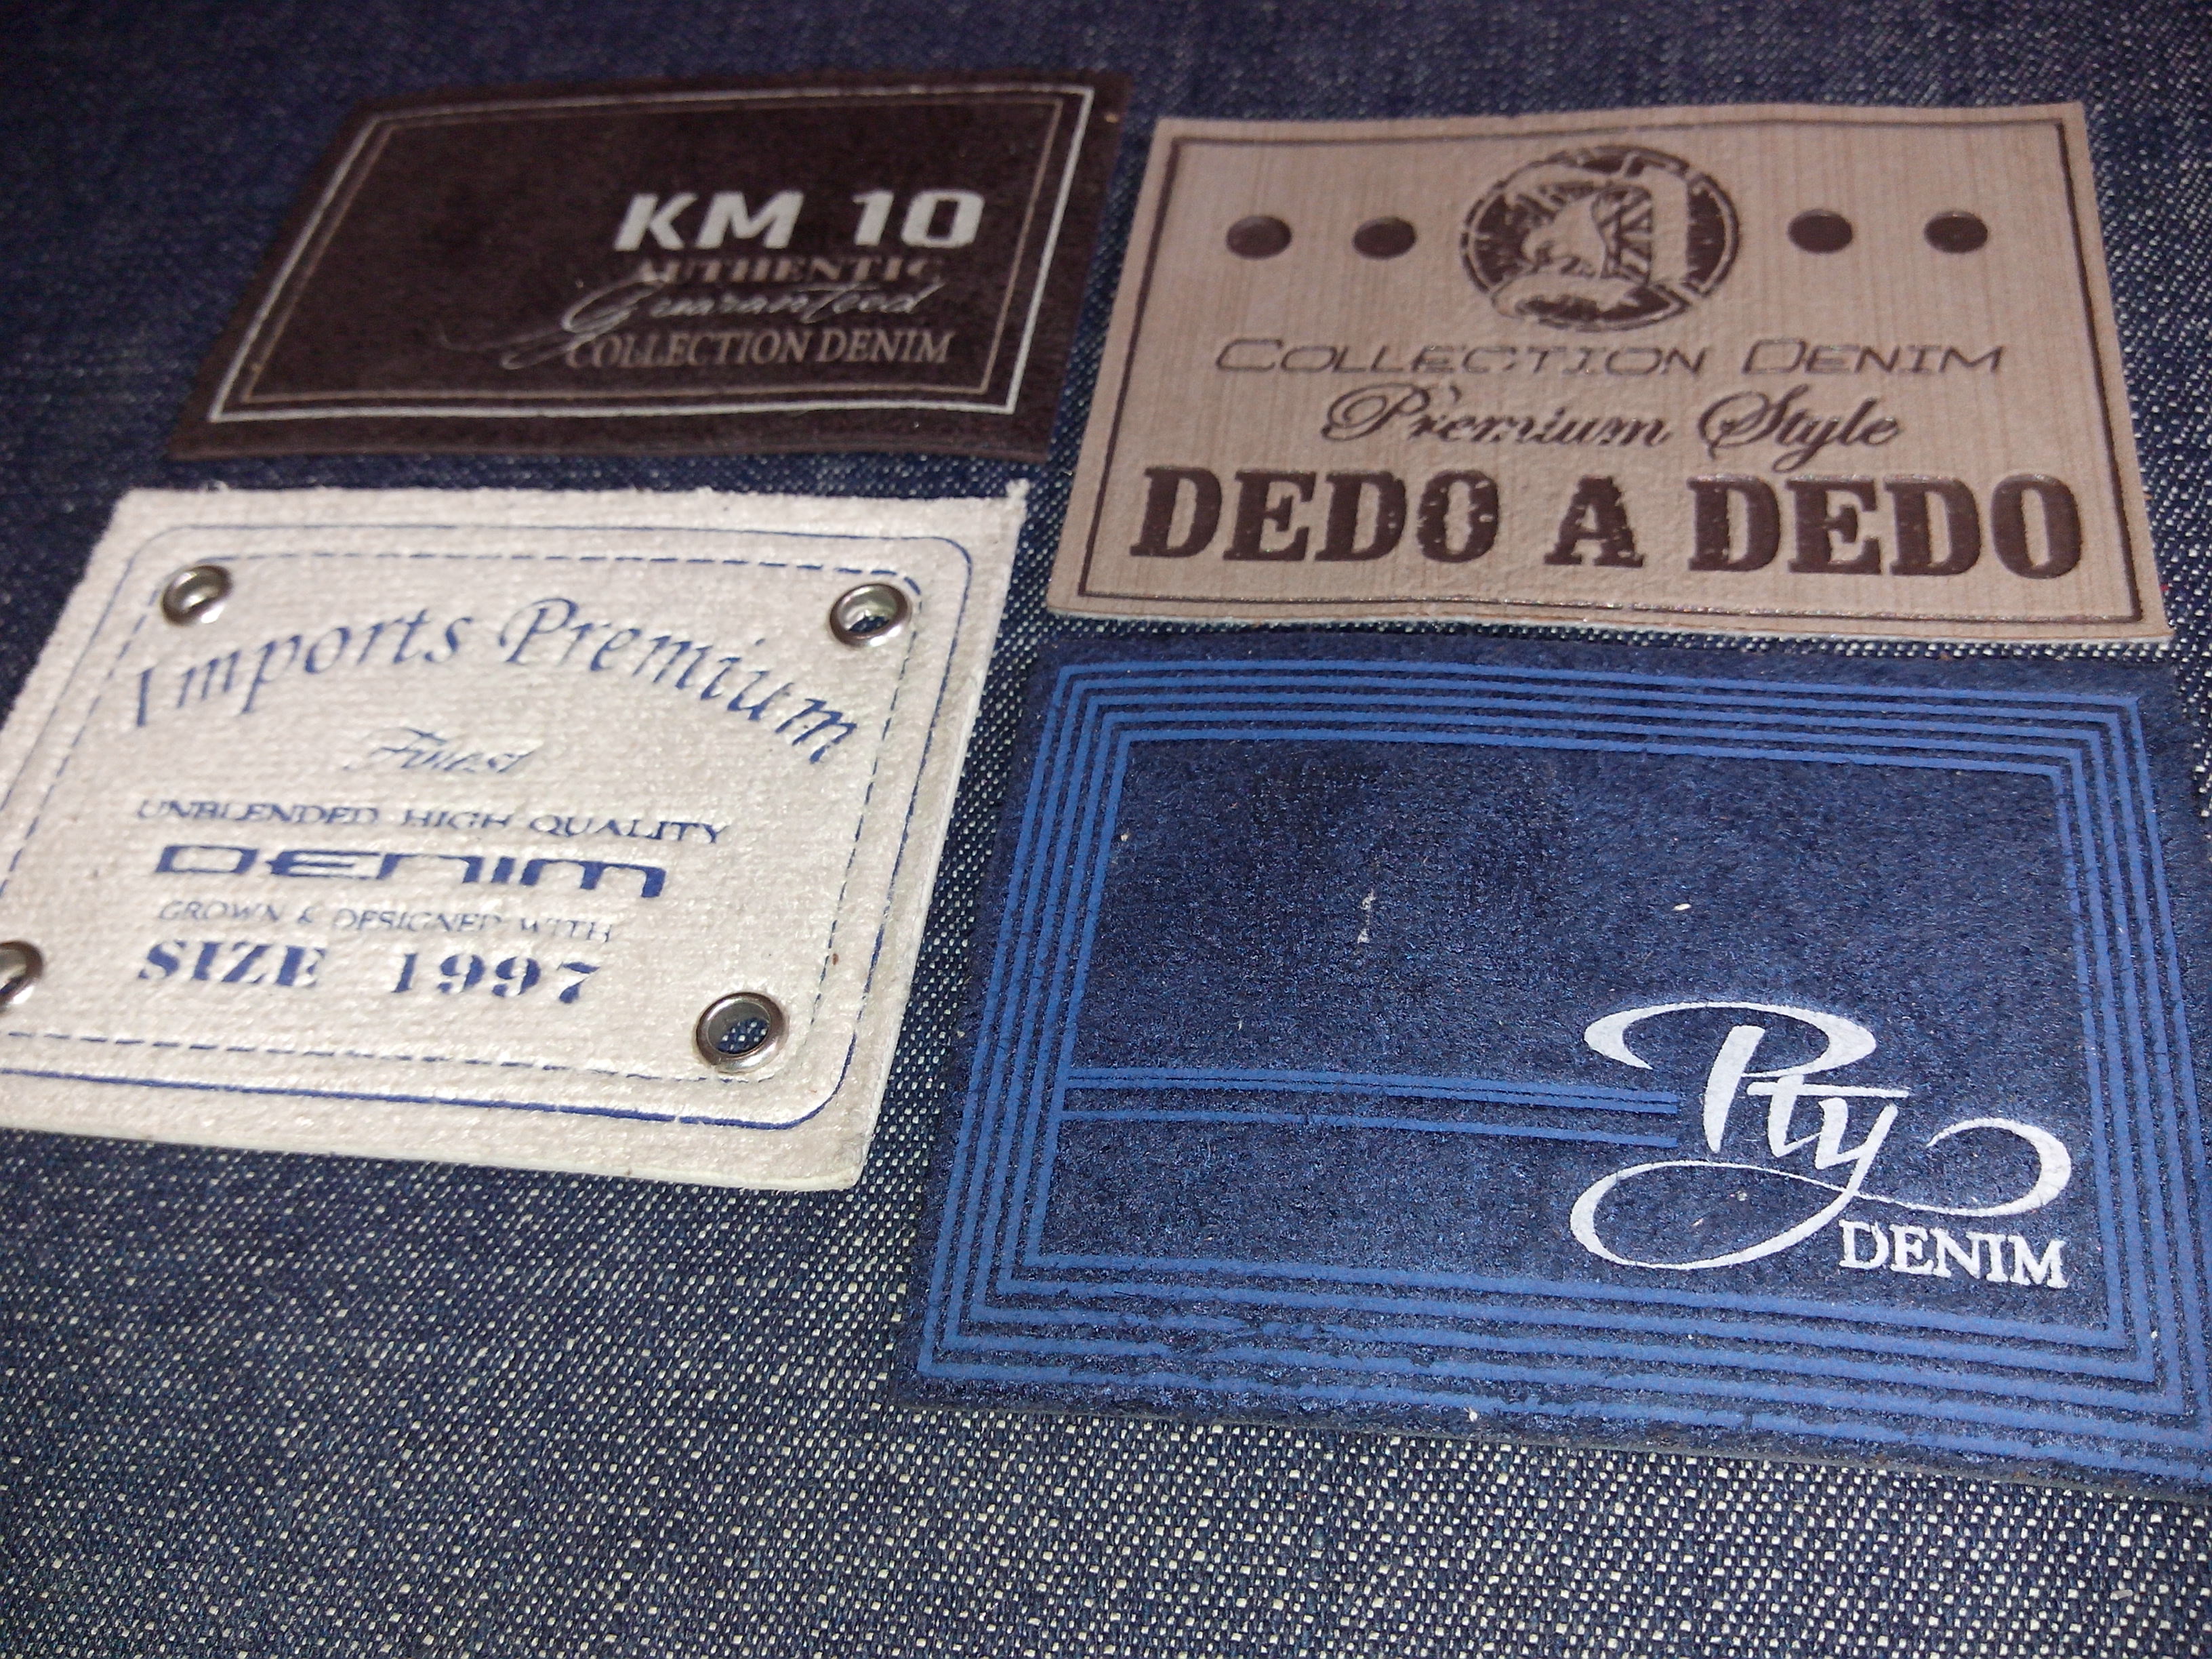 KM 10
AUTHENTIC
Guaranteed
COLLECTION DENIM
COLLECTION DENIM
Premium Style
DEDO A DEDO
Imports Premium
Finest
UNBLENDED HIGH QUALITY
DENIM
GROWN & DESIGNED WITH
SIZE 1997
Pty
DENIM